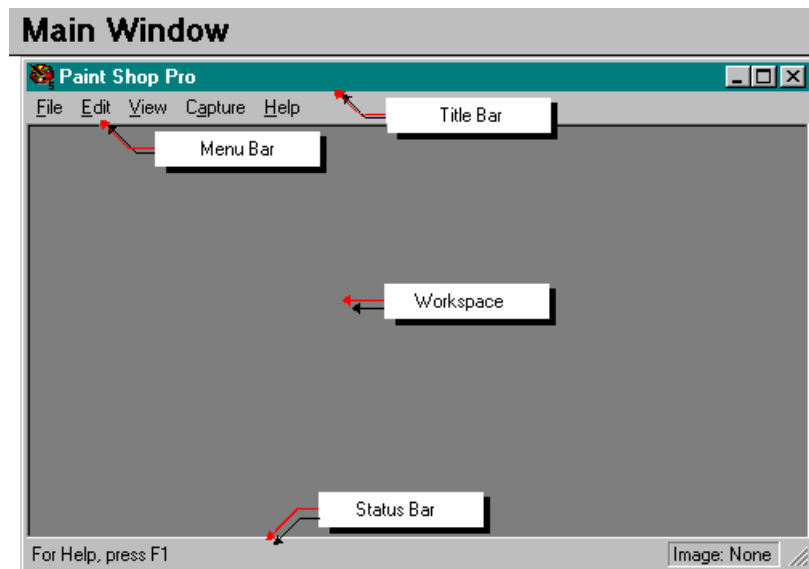 Main Window
Paint Shop Pro
File Edit View Capture Help
Title Bar
Menu Bar
Workspace
Status Bar
For Help, press F1
Image: None